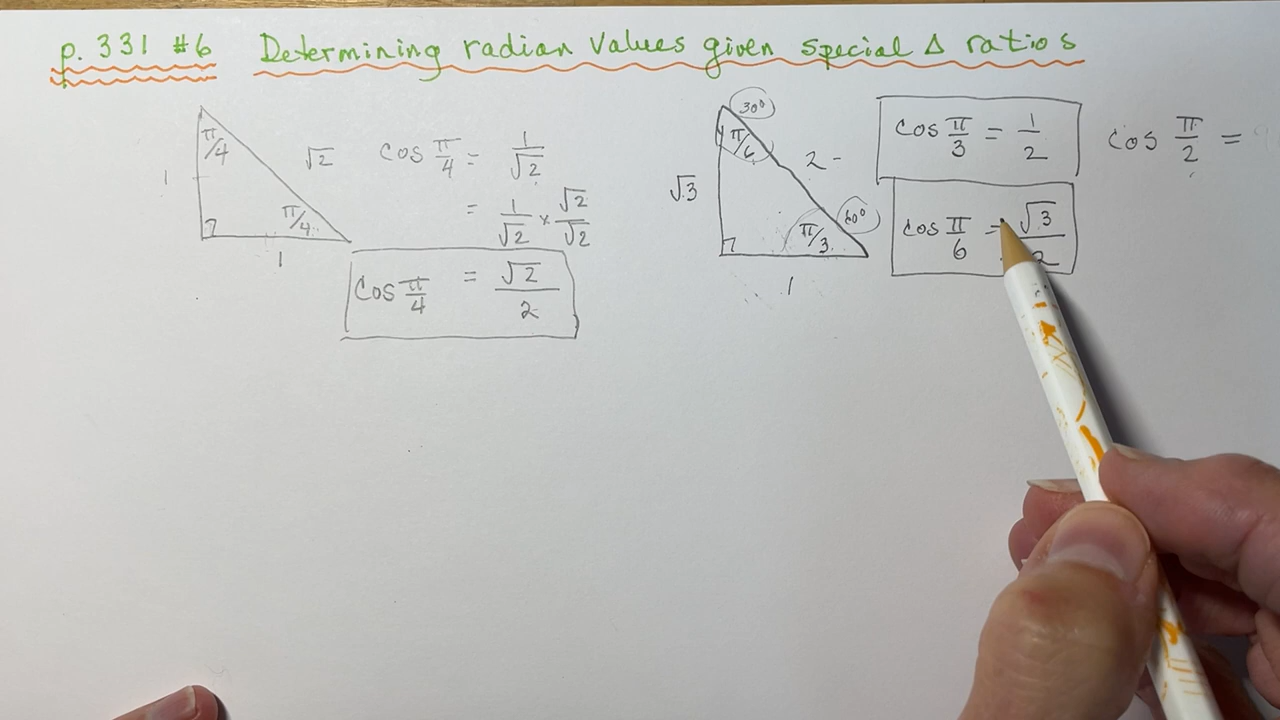 p. 331 #6 Determining radian values given special Δ ratios
π/4
√2
1
π/4
1
cos π/4 = 1/√2
= 1/√2 × √2/√2
cos π/4 = √2/2
30°
π/6
2
√3
60°
π/3
1
cos π/3 = 1/2
cos π/6 = √3/2
cos π/2 =